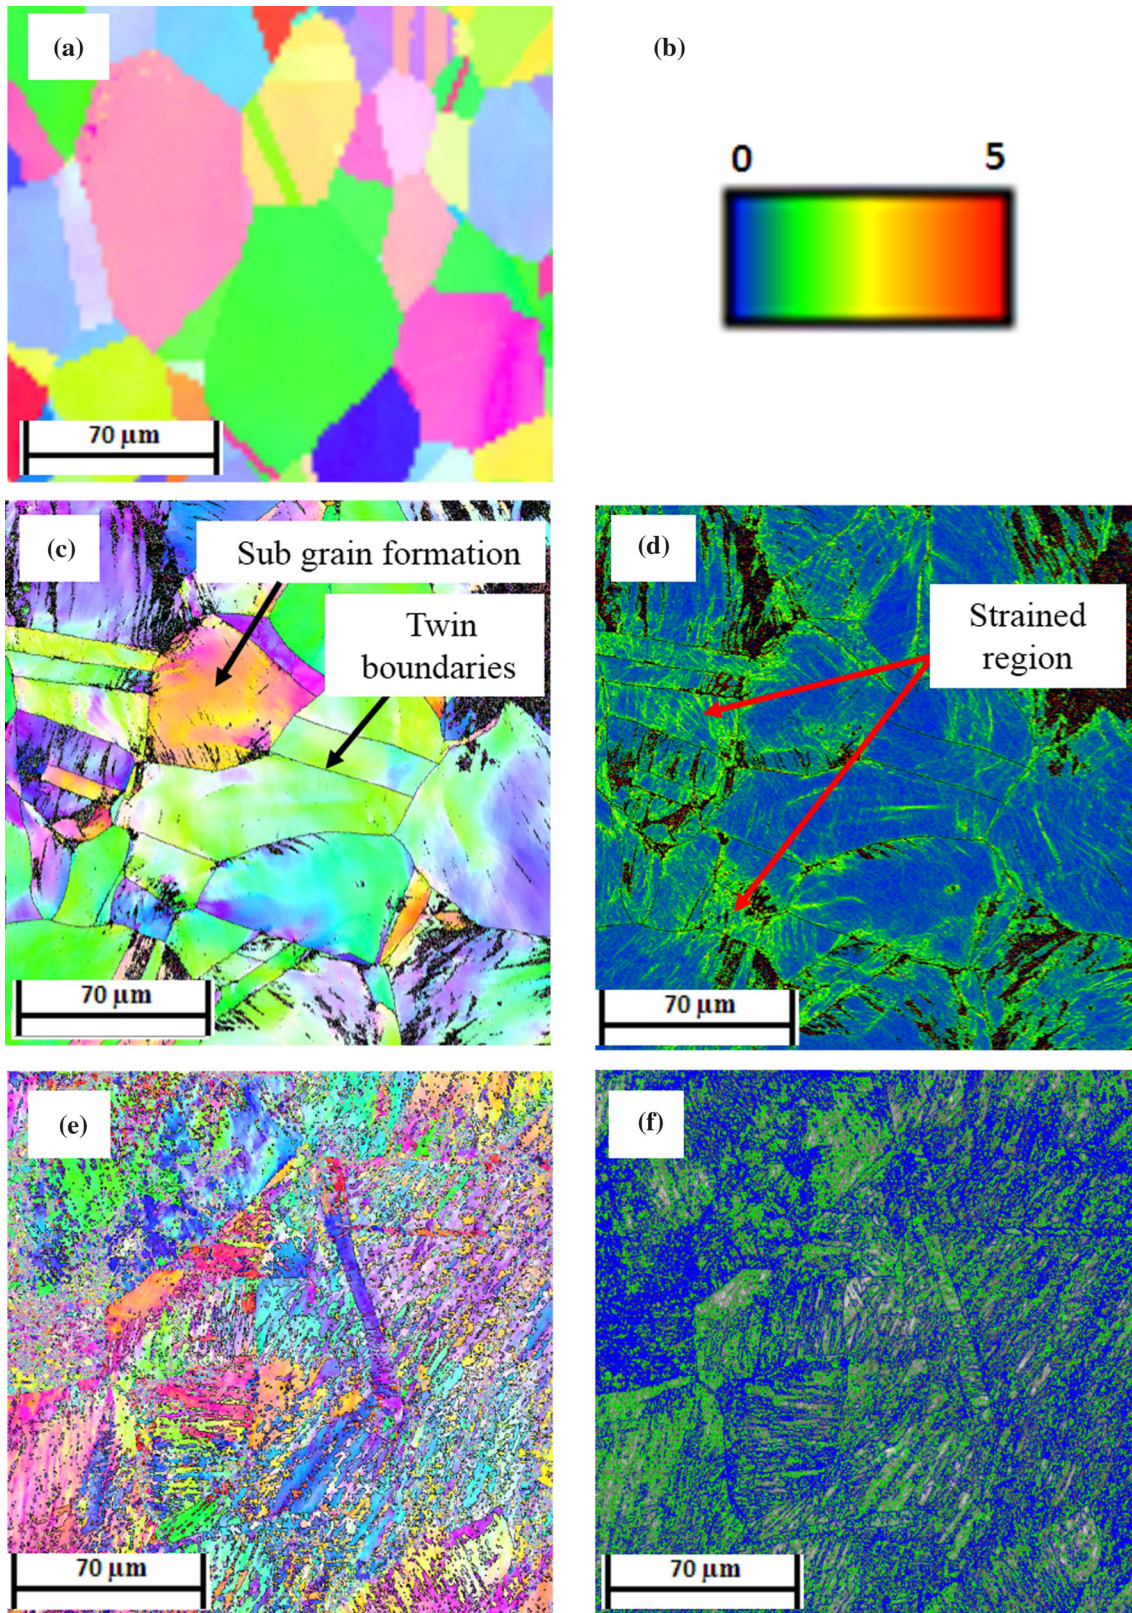 (a)
(b)
0 5
70 µm
(c)
Sub grain formation
Twin
boundaries
70 µm
(d)
Strained
region
70 µm
(e)
70 µm
(f)
70 µm